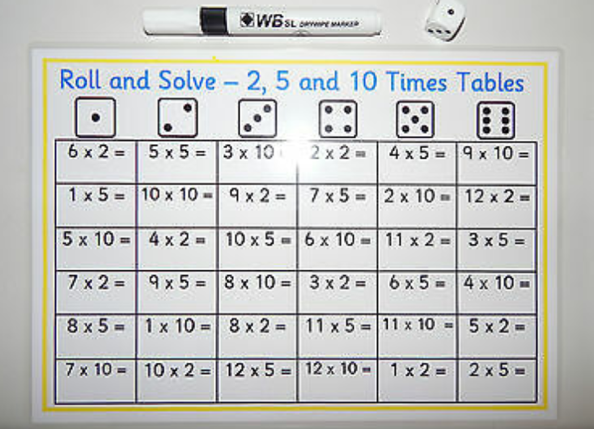 WB SL DRYWIPE MARKER
Roll and Solve – 2, 5 and 10 Times Tables
6 x 2 = 5 x 5 = 3 x 10 2 x 2 = 4 x 5 = 9 x 10 =
1 x 5 = 10 x 10 = 9 x 2 = 7 x 5 = 2 x 10 = 12 x 2 =
5 x 10 = 4 x 2 = 10 x 5 = 6 x 10 = 11 x 2 = 3 x 5 =
7 x 2 = 9 x 5 = 8 x 10 = 3 x 2 = 6 x 5 = 4 x 10 =
8 x 5 = 1 x 10 = 8 x 2 = 11 x 5 = 11 x 10 = 5 x 2 =
7 x 10 = 10 x 2 = 12 x 5 = 12 x 10 = 1 x 2 = 2 x 5 =